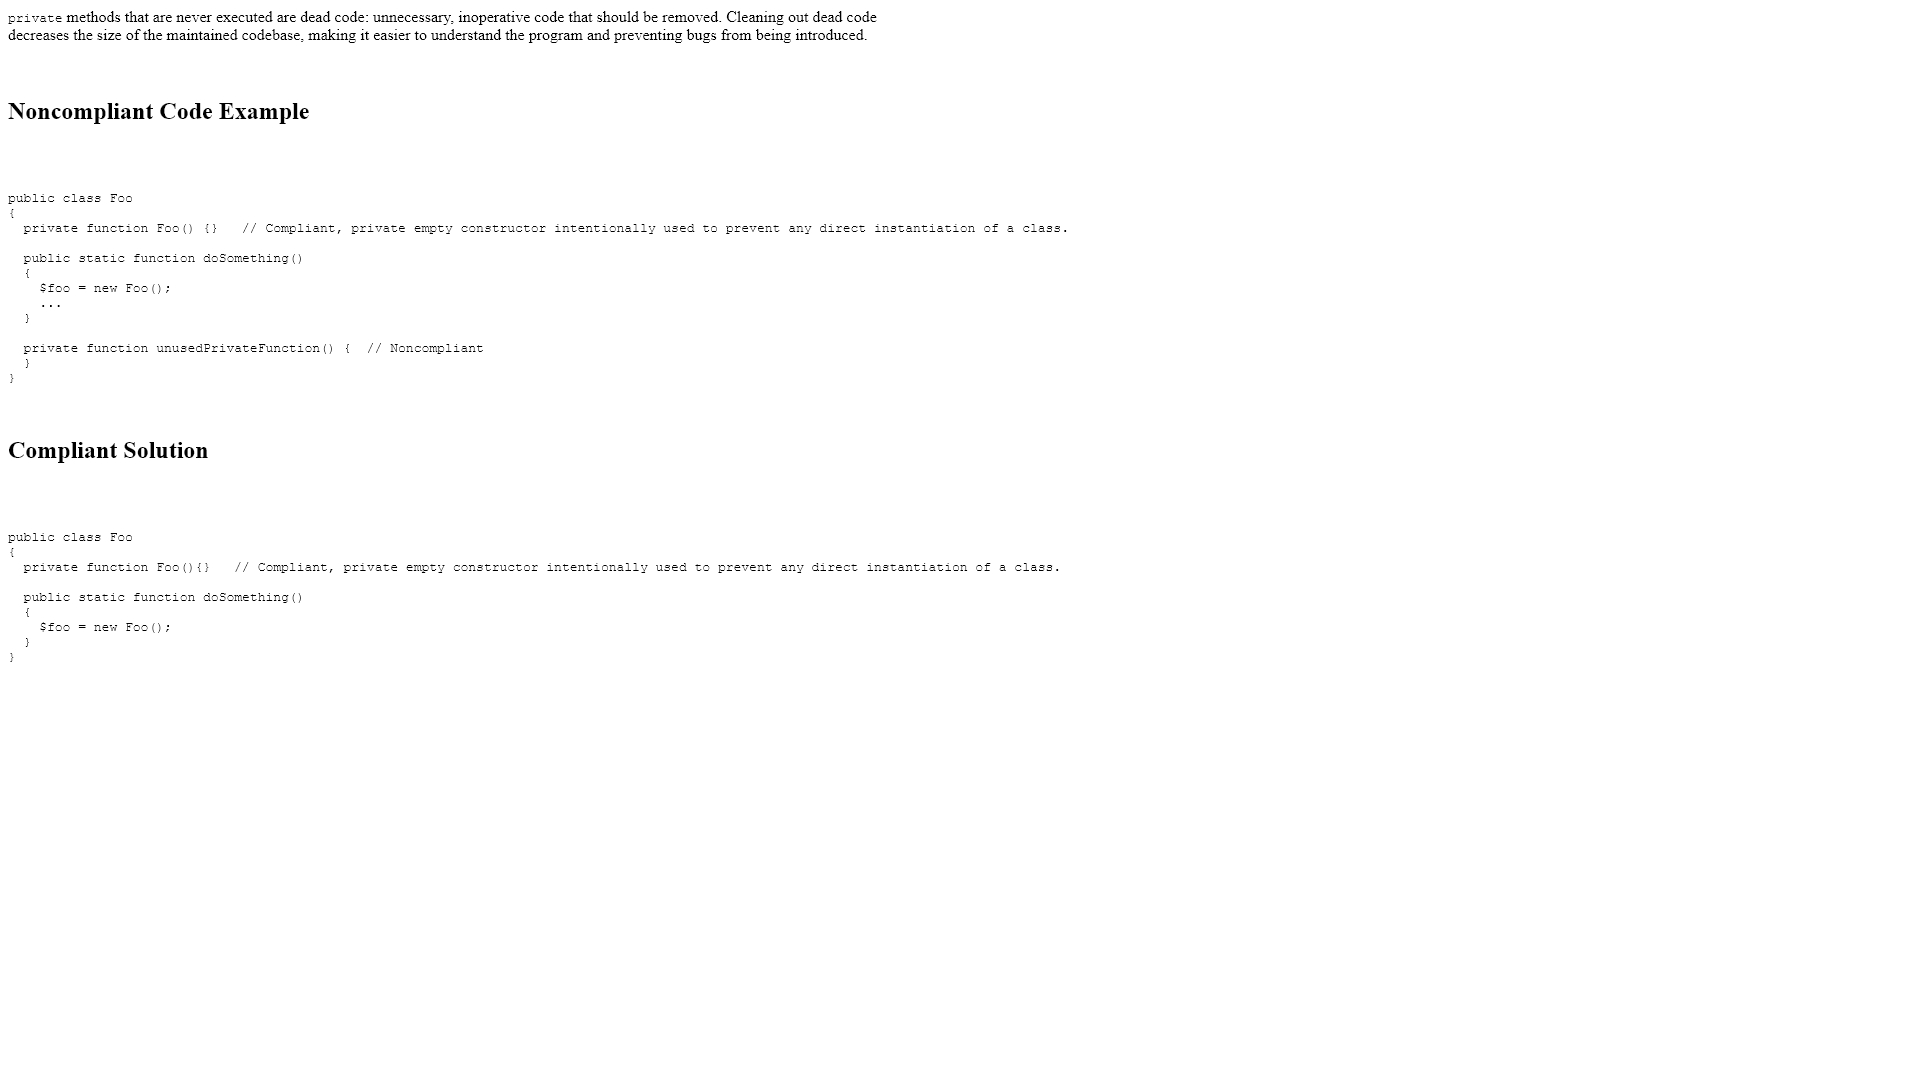 private methods that are never executed are dead code: unnecessary, inoperative code that should be removed. Cleaning out dead code
decreases the size of the maintained codebase, making it easier to understand the program and preventing bugs from being introduced.
Noncompliant Code Example
public class Foo
{
  private function Foo() {}   // Compliant, private empty constructor intentionally used to prevent any direct instantiation of a class.
  public static function doSomething()
  {
    $foo = new Foo();
    ...
  }
  private function unusedPrivateFunction() {  // Noncompliant
  }
}
Compliant Solution
public class Foo
{
  private function Foo(){}   // Compliant, private empty constructor intentionally used to prevent any direct instantiation of a class.
  public static function doSomething()
  {
    $foo = new Foo();
  }
}